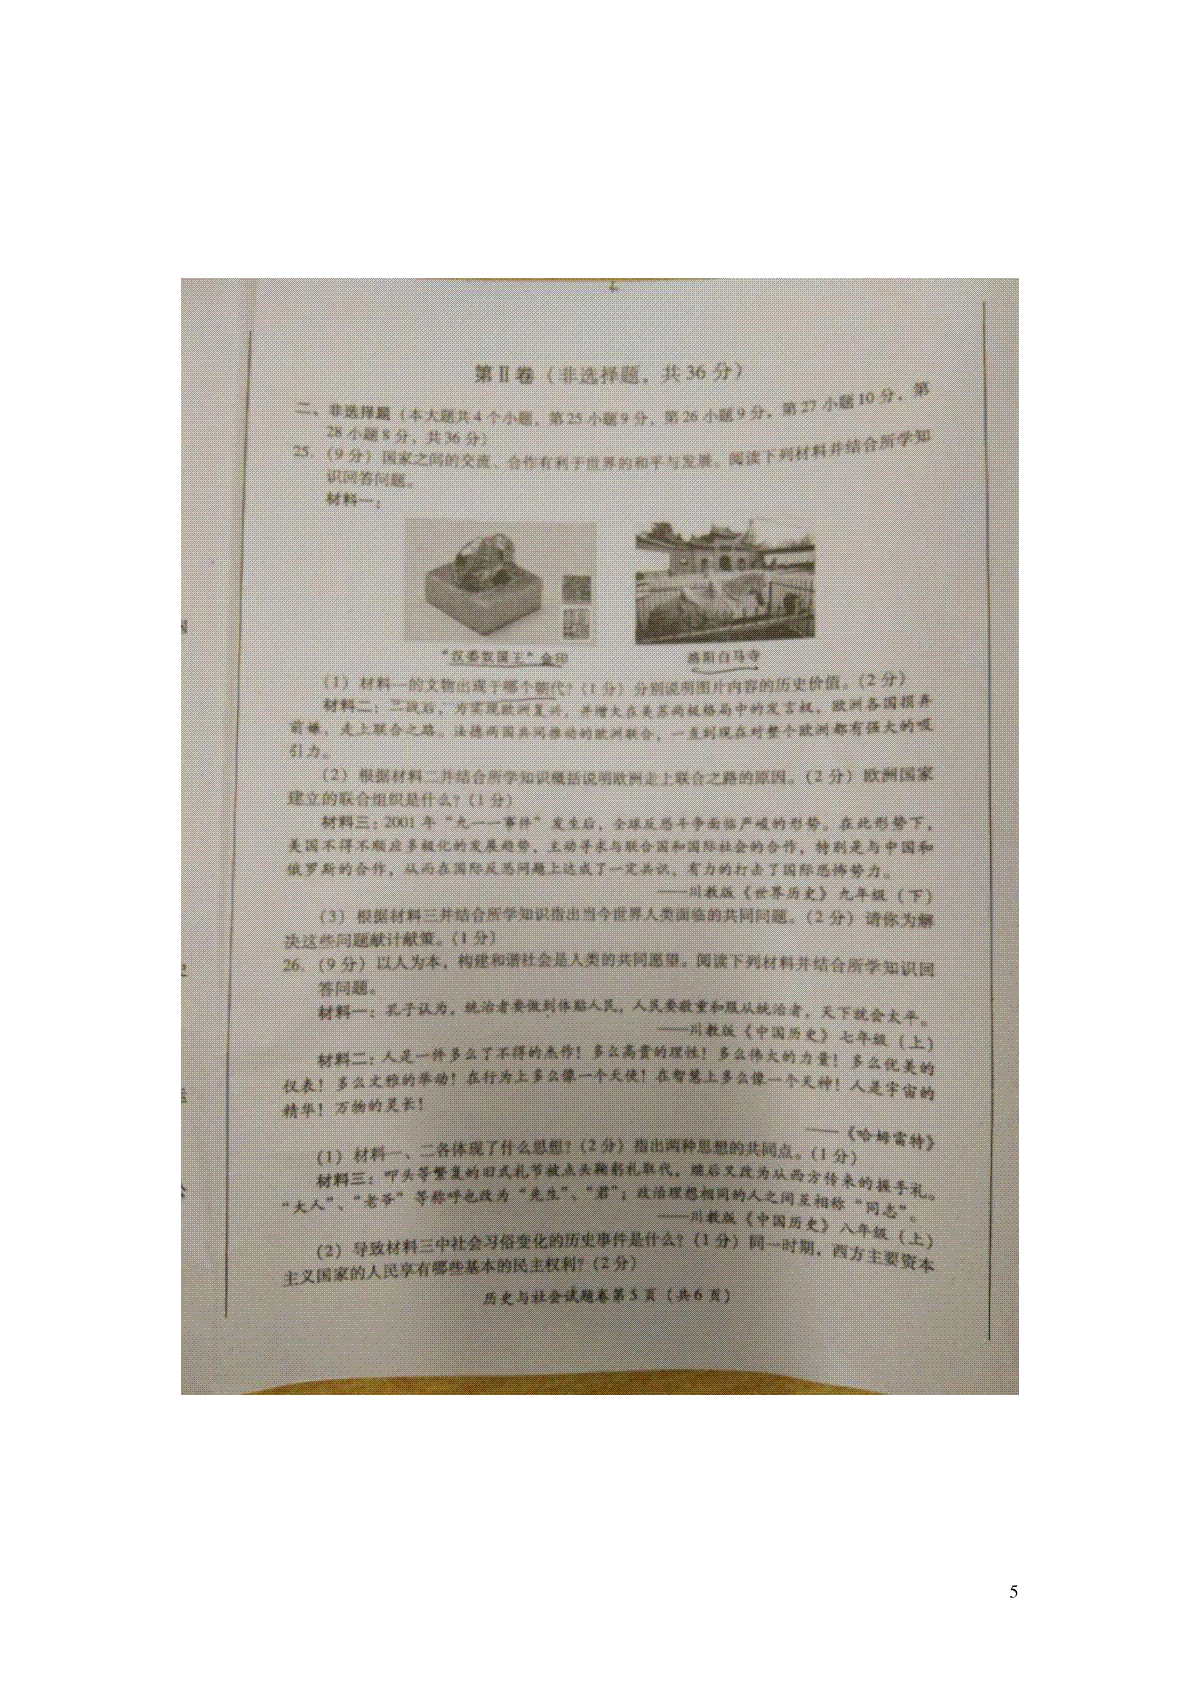 第Ⅱ卷（非选择题，共36分）
二、非选择题（本大题共4个小题，第25小题9分，第26小题9分，第27小题10分，第
28小题8分，共36分）
25.（9分）国家之间的交流、合作有利于世界的和平与发展。阅读下列材料并结合所学知
识回答问题。
材料一：
“汉委奴国王”金印
洛阳白马寺
（1）材料一的文物出现于哪个朝代？（1分）分别说明图片内容的历史价值。（2分）
材料二：二战后，为实现欧洲复兴，并增大在美苏两极格局中的发言权，欧洲各国摈弃
前嫌，走上联合之路。法德两国共同推动的欧洲联合，一直到现在对整个欧洲都有强大的吸
引力。
（2）根据材料二并结合所学知识概括说明欧洲走上联合之路的原因。（2分）欧洲国家
建立的联合组织是什么？（1分）
材料三：2001年“九一一事件”发生后，全球反恐斗争面临严峻的形势。在此形势下，
美国不得不顺应多极化的发展趋势，主动寻求与联合国和国际社会的合作，特别是与中国和
俄罗斯的合作，从而在国际反恐问题上达成了一定共识，有力的打击了国际恐怖势力。
——川教版《世界历史》九年级（下）
（3）根据材料三并结合所学知识指出当今世界人类面临的共同问题。（2分）请你为解
决这些问题献计献策。（1分）
26.（9分）以人为本，构建和谐社会是人类的共同愿望。阅读下列材料并结合所学知识回
答问题。
材料一：孔子认为，统治者要做到体贴人民，人民要敬重和服从统治者，天下就会太平。
——川教版《中国历史》七年级（上）
材料二：人是一件多么了不得的杰作！多么高贵的理性！多么伟大的力量！多么优美的
仪表！多么文雅的举动！在行为上多么像一个天使！在智慧上多么像一个天神！人是宇宙的
精华！万物的灵长！
——《哈姆雷特》
（1）材料一、二各体现了什么思想？（2分）指出两种思想的共同点。（1分）
材料三：叩头等繁复的旧式礼节被点头鞠躬礼取代，继后又改为从西方传来的握手礼。
“大人”、“老爷”等称呼也改为“先生”、“君”；政治理想相同的人之间互相称“同志”。
——川教版《中国历史》八年级（上）
（2）导致材料三中社会习俗变化的历史事件是什么？（1分）同一时期，西方主要资本
主义国家的人民享有哪些基本的民主权利？（2分）
历史与社会试题卷第5页（共6页）
5